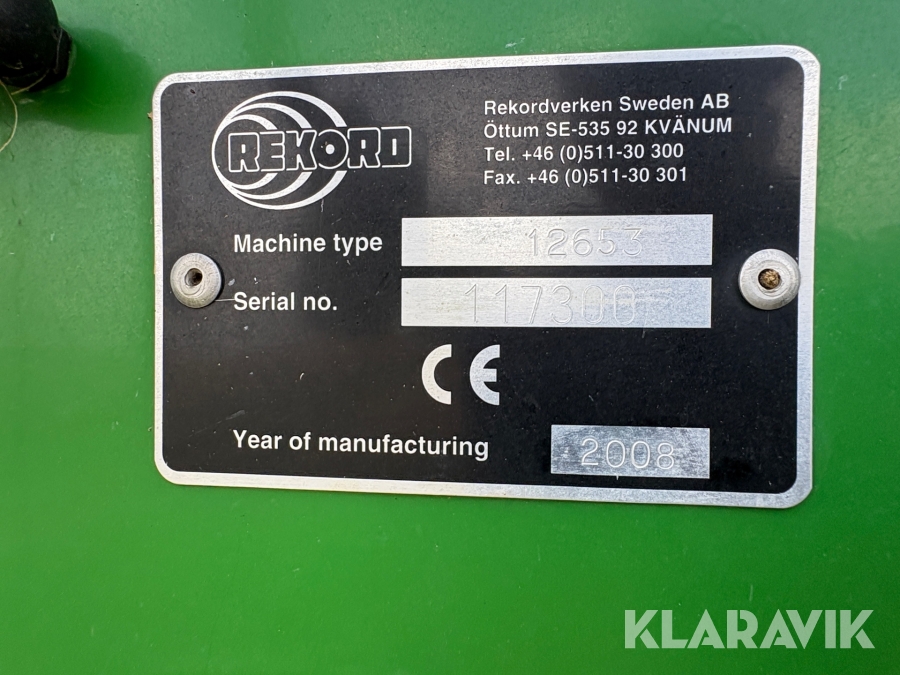 REKORD
Rekordverken Sweden AB
Öttum SE-535 92 KVÄNUM
Tel. +46 (0)511-30 300
Fax. +46 (0)511-30 301
Machine type 12653
Serial no. 117300
CE
Year of manufacturing 2008
KLARAVIK